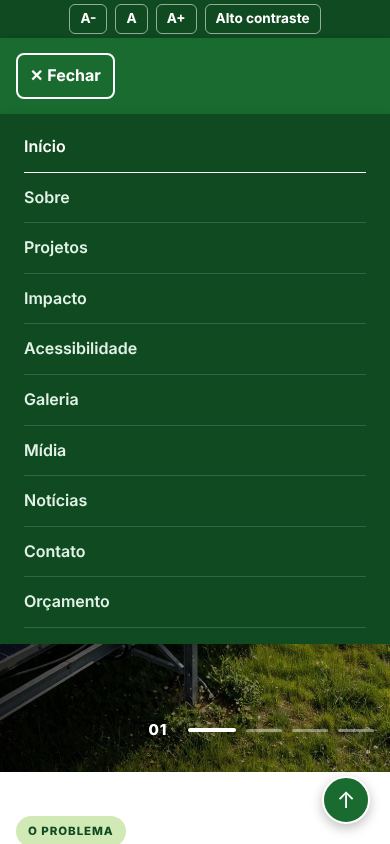 A- A A+ Alto contraste
✕ Fechar
Início
Sobre
Projetos
Impacto
Acessibilidade
Galeria
Mídia
Notícias
Contato
Orçamento
01
↑
O PROBLEMA